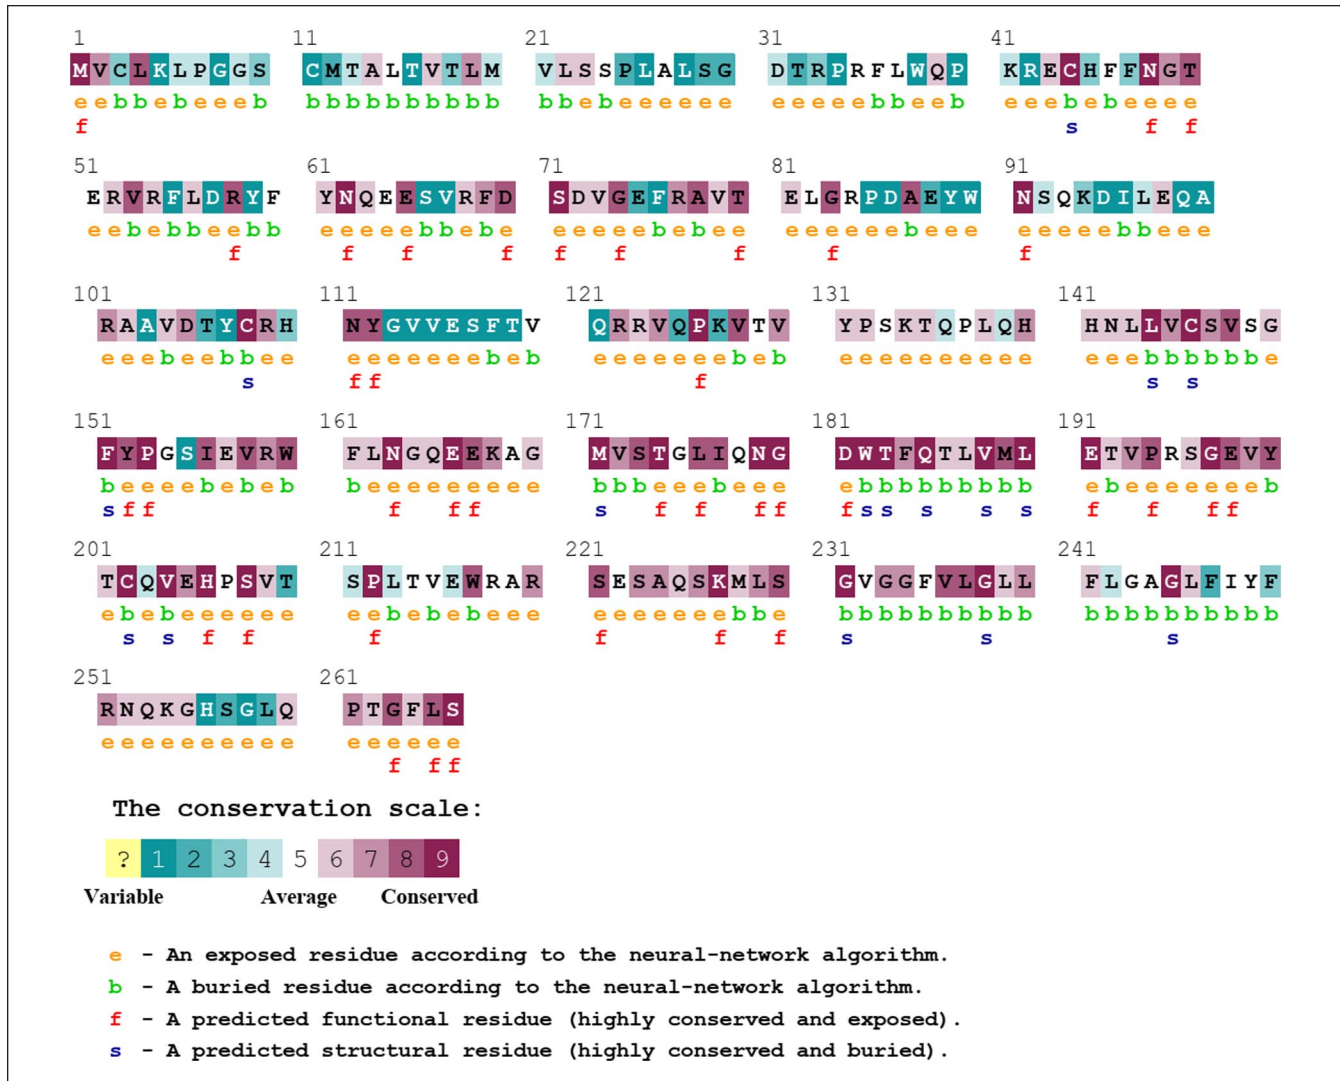 1 11 21 31 41
MVCLKLPGGS CMTALTVTLM VLSSPLALSG DTRPRFLWQP KRECHFFNGT
eebbebeeeb bbbbbbbbbb bbebeeeeee eeeeebbeeb eeebebeeee
f s f f
51 61 71 81 91
ERVRFLDRYF YNQEESVRFD SDVGEFRAVT ELGRPDAEYW NSQKDILEQA
eebebbeebb eeeeebbebe eeeeebebee eeeeeebeee eeeeebbeee
f f f f f f f f f
101 111 121 131 141
RAAVDTYCRH NYGVVESFTV QRRVQPKVTV YPSKTQPLQH HNLLVCSVSG
eeebeebbee eeeeeeebeb eeeeeeebeb eeeeeeeeee eeebbbbbbe
s ff f s s
151 161 171 181 191
FYPGSIEVRW FLNGQEEKAG MVSTGLIQNG DWTFQTLVML ETVPRSGEVY
beeeebebeb beeeeeeeee bbbeeebeee ebbbbbbbbb ebeeeeeeeb
sff f ff s f f ff fss s s s f f ff
201 211 221 231 241
TCQVEHPSVT SPLTVEWRAR SESAQSKMLS GVGGFVLGLL FLGAGLFIYF
ebebeeeeee eebebebeee eeeeeeebbe bbbbbbbbbb bbbbbbbbbb
s s f f f f f f s s s
251 261
RNQKGHSGLQ PTGFLS
eeeeeeeeee eeeeee
f ff
The conservation scale:
? 1 2 3 4 5 6 7 8 9
Variable Average Conserved
e - An exposed residue according to the neural-network algorithm.
b - A buried residue according to the neural-network algorithm.
f - A predicted functional residue (highly conserved and exposed).
s - A predicted structural residue (highly conserved and buried).